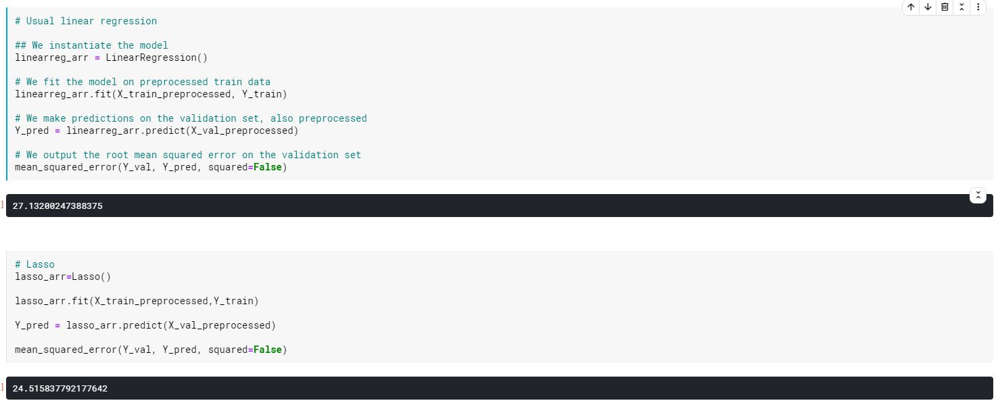 # Usual linear regression
## We instantiate the model
linearreg_arr = LinearRegression()
# We fit the model on preprocessed train data
linearreg_arr.fit(X_train_preprocessed, Y_train)
# We make predictions on the validation set, also preprocessed
Y_pred = linearreg_arr.predict(X_val_preprocessed)
# We output the root mean squared error on the validation set
mean_squared_error(Y_val, Y_pred, squared=False)
]
27.13200247388375
# Lasso
lasso_arr=Lasso()
lasso_arr.fit(X_train_preprocessed,Y_train)
Y_pred = lasso_arr.predict(X_val_preprocessed)
mean_squared_error(Y_val, Y_pred, squared=False)
]
24.515837792177642